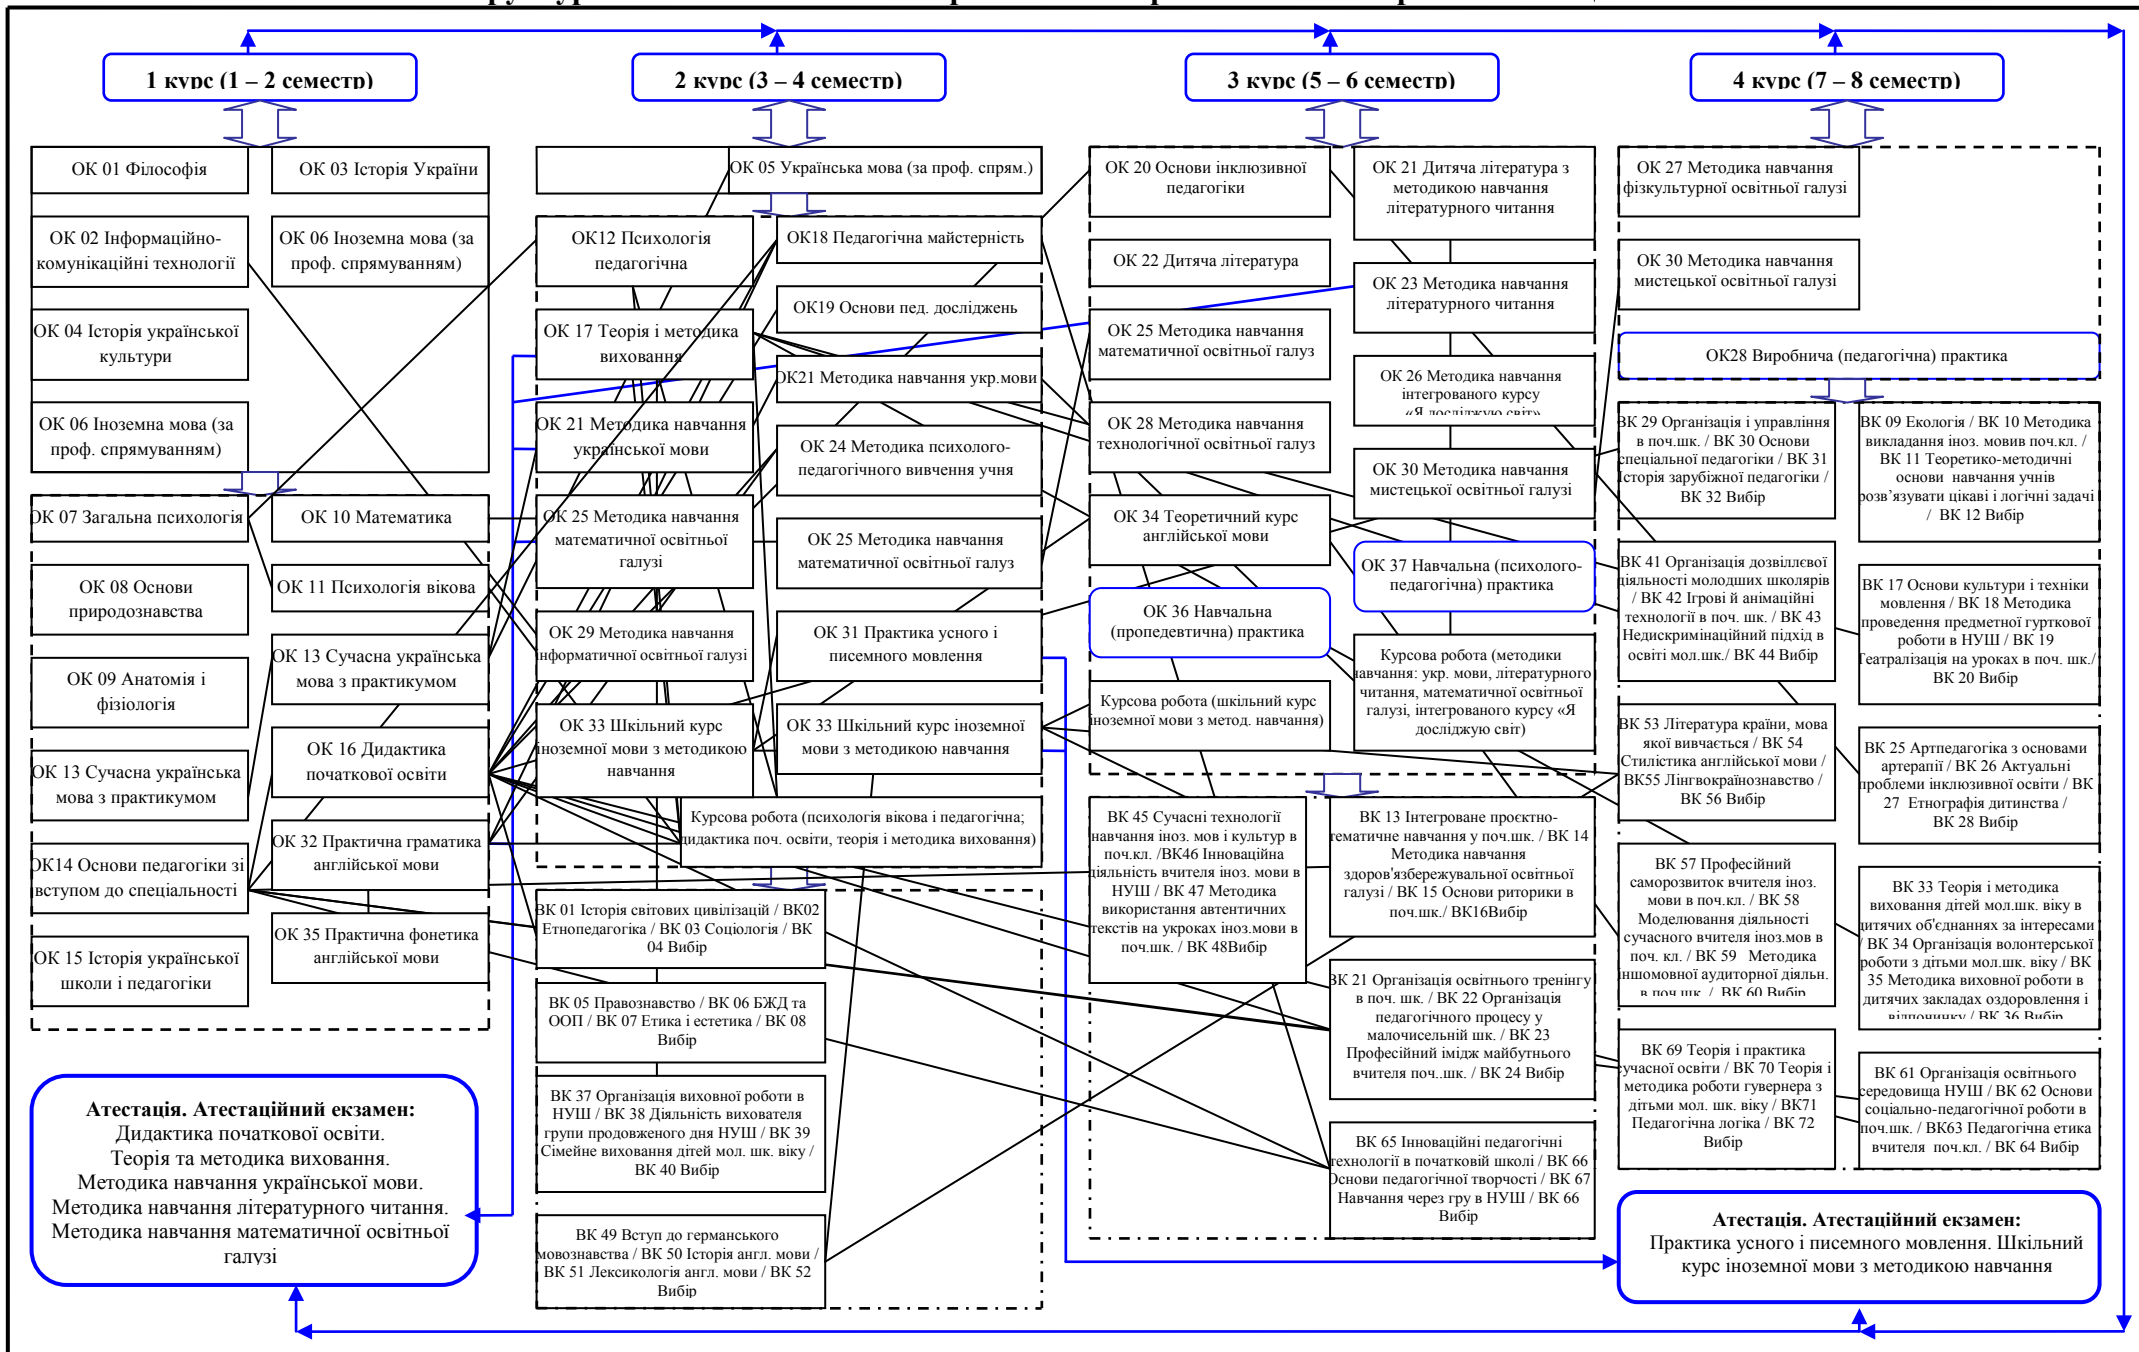 1 курс (1 – 2 семестр)
2 курс (3 – 4 семестр)
3 курс (5 – 6 семестр)
4 курс (7 – 8 семестр)
ОК 01 Філософія
ОК 03 Історія України
ОК 02 Інформаційно-
комунікаційні технології
ОК 06 Іноземна мова (за
проф. спрямуванням)
ОК 04 Історія української
культури
ОК 06 Іноземна мова (за
проф. спрямуванням)
ОК 07 Загальна психологія
ОК 10 Математика
ОК 08 Основи
природознавства
ОК 11 Психологія вікова
ОК 09 Анатомія і
фізіологія
ОК 13 Сучасна українська
мова з практикумом
ОК 13 Сучасна українська
мова з практикумом
ОК 16 Дидактика
початкової освіти
ОК14 Основи педагогіки зі
вступом до спеціальності
ОК 32 Практична граматика
англійської мови
ОК 15 Історія української
школи і педагогіки
ОК 35 Практична фонетика
англійської мови
Атестація. Атестаційний екзамен:
Дидактика початкової освіти.
Теорія та методика виховання.
Методика навчання української мови.
Методика навчання літературного читання.
Методика навчання математичної освітньої
галузі
ОК 05 Українська мова (за проф. спрям.)
ОК12 Психологія
педагогічна
ОК18 Педагогічна майстерність
ОК19 Основи пед. досліджень
ОК 17 Теорія і методика
виховання
ОК21 Методика навчання укр.мови
ОК 21 Методика навчання
української мови
ОК 24 Методика психолого-
педагогічного вивчення учня
ОК 25 Методика навчання
математичної освітньої
галузі
ОК 25 Методика навчання
математичної освітньої галуз
ОК 29 Методика навчання
інформатичної освітньої галузі
ОК 31 Практика усного і
писемного мовлення
ОК 33 Шкільний курс
іноземної мови з методикою
навчання
ОК 33 Шкільний курс іноземної
мови з методикою навчання
Курсова робота (психологія вікова і педагогічна;
дидактика поч. освіти, теорія і методика виховання)
ВК 01 Історія світових цивілізацій / ВК02
Етнопедагогіка / ВК 03 Соціологія / ВК
04 Вибір
ВК 05 Правознавство / ВК 06 БЖД та
ООП / ВК 07 Етика і естетика / ВК 08
Вибір
ВК 37 Організація виховної роботи в
НУШ / ВК 38 Діяльність вихователя
групи продовженого дня НУШ / ВК 39
Сімейне виховання дітей мол. шк. віку /
ВК 40 Вибір
ВК 49 Вступ до германського
мовознавства / ВК 50 Історія англ. мови /
ВК 51 Лексикологія англ. мови / ВК 52
Вибір
ОК 20 Основи інклюзивної
педагогіки
ОК 21 Дитяча література з
методикою навчання
літературного читання
ОК 22 Дитяча література
ОК 23 Методика навчання
літературного читання
ОК 25 Методика навчання
математичної освітньої галуз
ОК 26 Методика навчання
інтегрованого курсу
«Я досліджую світ»
ОК 28 Методика навчання
технологічної освітньої галуз
ОК 30 Методика навчання
мистецької освітньої галузі
ОК 34 Теоретичний курс
англійської мови
ОК 37 Навчальна (психолого-
педагогічна) практика
ОК 36 Навчальна
(пропедевтична) практика
Курсова робота (методики
навчання: укр. мови, літературного
читання, математичної освітньої
галузі, інтегрованого курсу «Я
досліджую світ)
Курсова робота (шкільний курс
іноземної мови з метод. навчання)
ВК 45 Сучасні технології
навчання іноз. мов і культур в
поч.кл. /ВК46 Інноваційна
діяльність вчителя іноз. мови в
НУШ / ВК 47 Методика
використання автентичних
текстів на укроках іноз.мови в
поч.шк. / ВК 48Вибір
ВК 13 Інтегроване проєктно-
тематичне навчання у поч.шк. / ВК 14
Методика навчання
здоров'язбережувальної освітньої
галузі / ВК 15 Основи риторики в
поч.шк./ ВК16Вибір
ВК 21 Організація освітнього тренінгу
в поч. шк. / ВК 22 Організація
педагогічного процесу у
малочисельній шк. / ВК 23
Професійний імідж майбутнього
вчителя поч..шк. / ВК 24 Вибір
ВК 65 Інноваційні педагогічні
технології в початковій школі / ВК 66
Основи педагогічної творчості / ВК 67
Навчання через гру в НУШ / ВК 66
Вибір
ОК 27 Методика навчання
фізкультурної освітньої галузі
ОК 30 Методика навчання
мистецької освітньої галузі
ОК28 Виробнича (педагогічна) практика
ВК 29 Організація і управління
в поч.шк. / ВК 30 Основи
спеціальної педагогіки / ВК 31
Історія зарубіжної педагогіки /
ВК 32 Вибір
ВК 09 Екологія / ВК 10 Методика
викладання іноз. мовив поч.кл. /
ВК 11 Теоретико-методичні
основи навчання учнів
розв’язувати цікаві і логічні задачі
/ ВК 12 Вибір
ВК 41 Організація дозвіллєвої
діяльності молодших школярів
/ ВК 42 Ігрові й анімаційні
технології в поч. шк. / ВК 43
Недискримінаційний підхід в
освіті мол.шк./ ВК 44 Вибір
ВК 17 Основи культури і техніки
мовлення / ВК 18 Методика
проведення предметної гурткової
роботи в НУШ / ВК 19
Театралізація на уроках в поч. шк./
ВК 20 Вибір
ВК 53 Література країни, мова
якої вивчається / ВК 54
Стилістика англійської мови /
ВК55 Лінгвокраїнознавство /
ВК 56 Вибір
ВК 25 Артпедагогіка з основами
артерапії / ВК 26 Актуальні
проблеми інклюзивної освіти / ВК
27 Етнографія дитинства /
ВК 28 Вибір
ВК 57 Професійний
саморозвиток вчителя іноз.
мови в поч.кл. / ВК 58
Моделювання діяльності
сучасного вчителя іноз.мов в
поч. кл. / ВК 59 Методика
іншомовної аудиторної діяльн.
в поч.шк. / ВК 60 Вибір
ВК 33 Теорія і методика
виховання дітей мол.шк. віку в
дитячих об'єднаннях за інтересами
/ ВК 34 Організація волонтерської
роботи з дітьми мол.шк. віку / ВК
35 Методика виховної роботи в
дитячих закладах оздоровлення і
відпочинку / ВК 36 Вибір
ВК 69 Теорія і практика
сучасної освіти / ВК 70 Теорія і
методика роботи гувернера з
дітьми мол. шк. віку / ВК71
Педагогічна логіка / ВК 72
Вибір
ВК 61 Організація освітнього
середовища НУШ / ВК 62 Основи
соціально-педагогічної роботи в
поч.шк. / ВК63 Педагогічна етика
вчителя поч.кл. / ВК 64 Вибір
Атестація. Атестаційний екзамен:
Практика усного і писемного мовлення. Шкільний
курс іноземної мови з методикою навчання